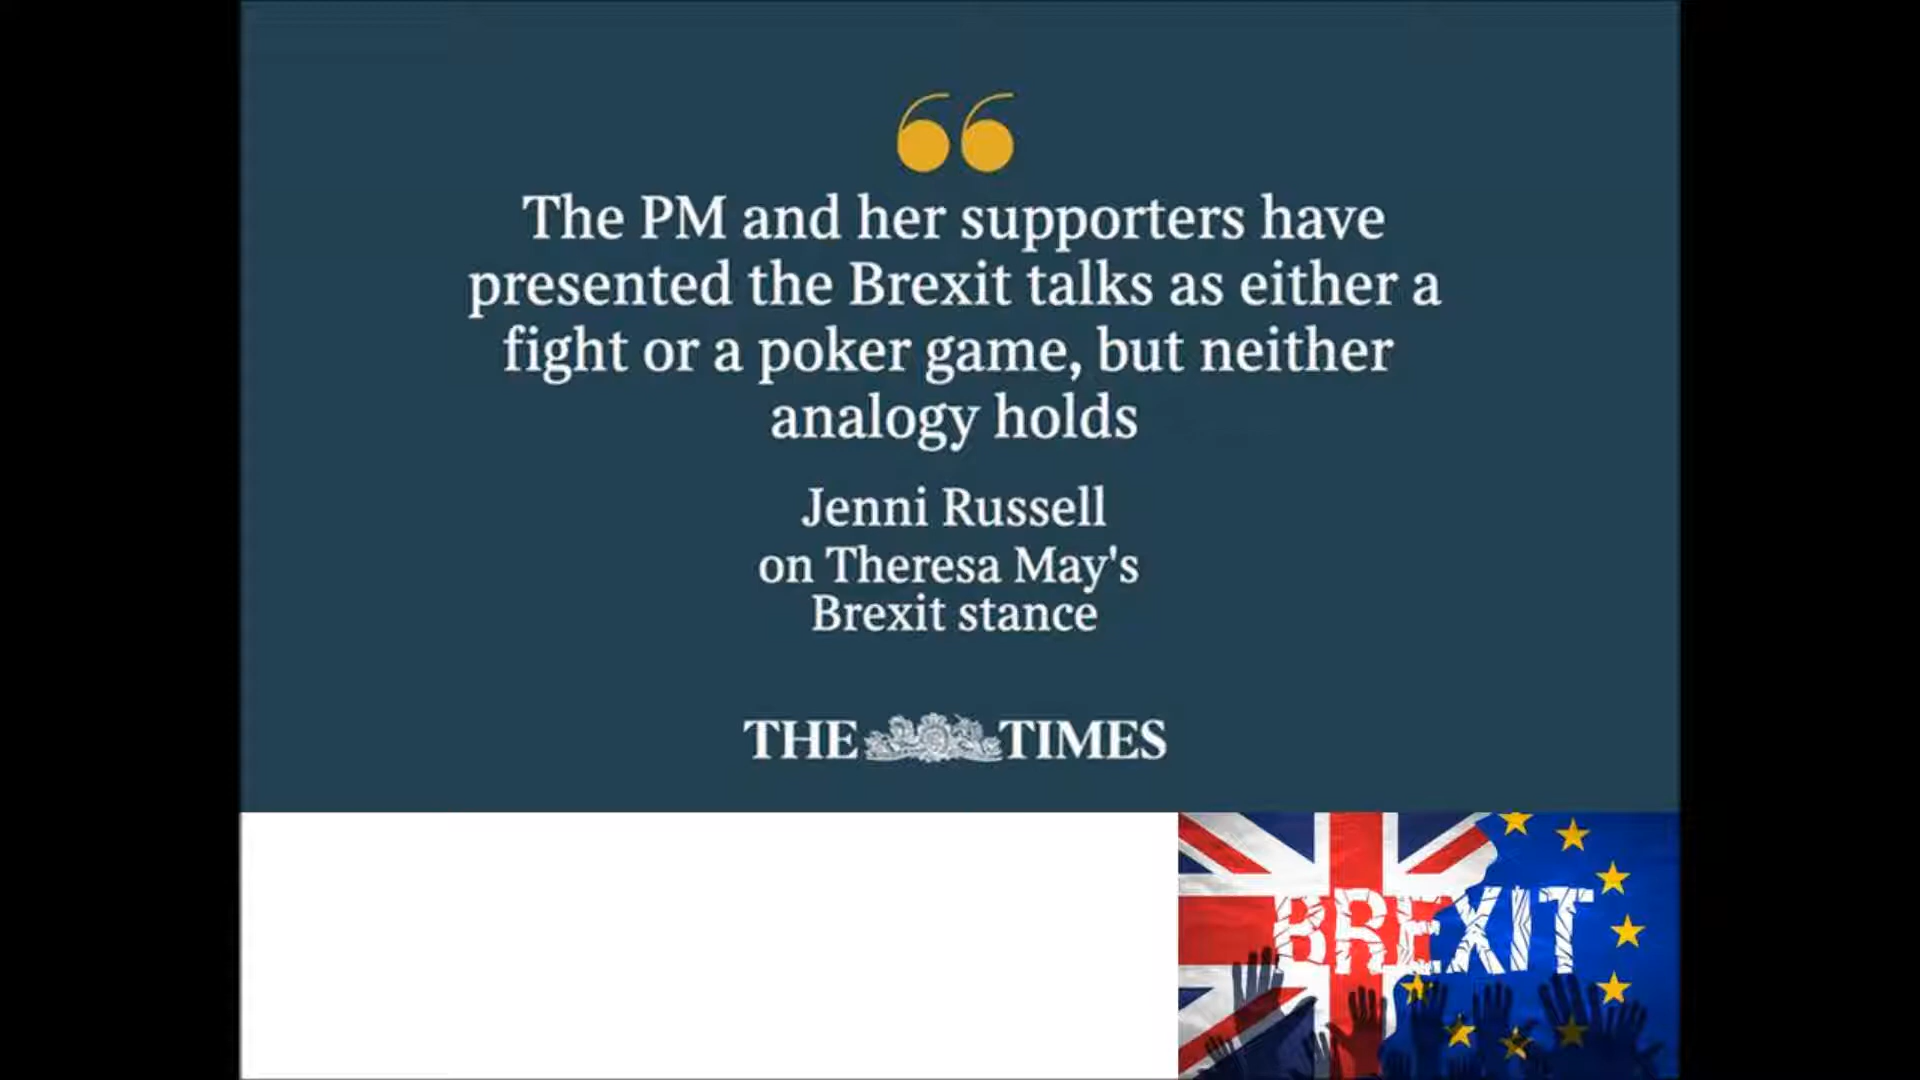 The PM and her supporters have
presented the Brexit talks as either a
fight or a poker game, but neither
analogy holds
Jenni Russell
on Theresa May's
Brexit stance
THE TIMES
BREXIT